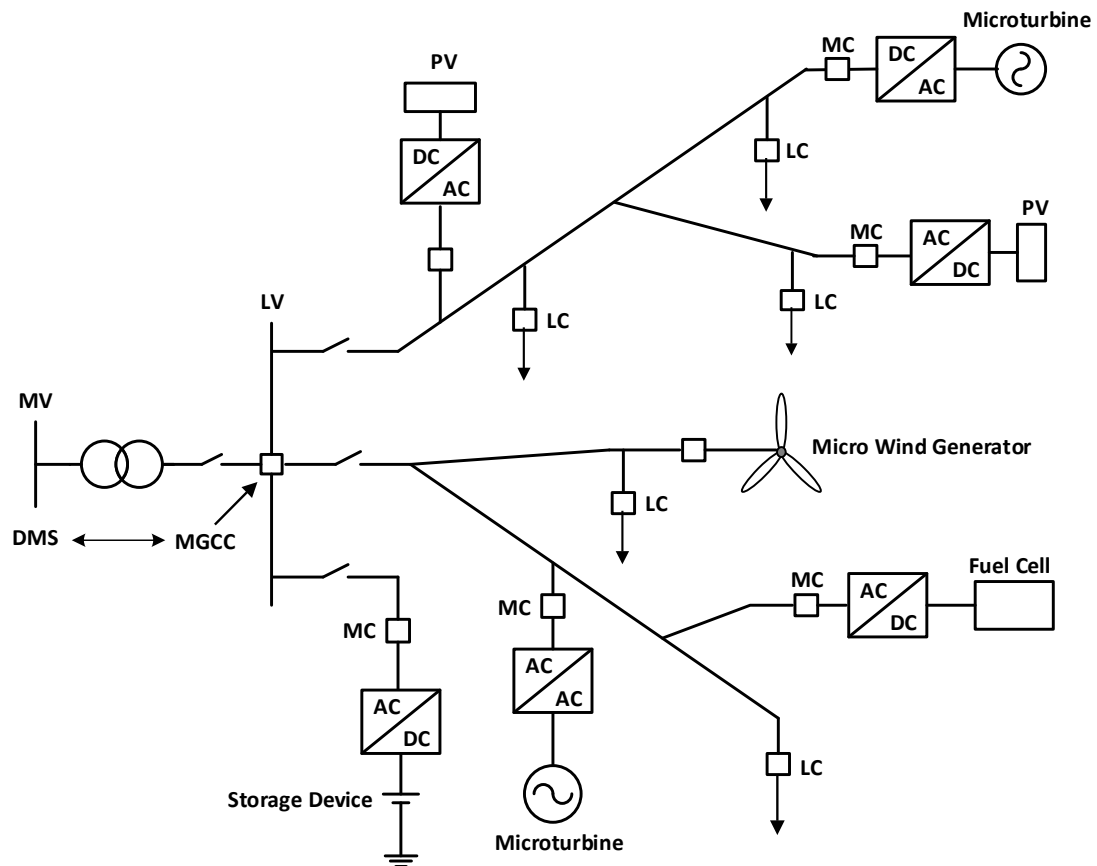 Microturbine
MC
DC
AC
PV
DC
AC
LC
PV
MC
AC
DC
LV
LC
LC
MV
Micro Wind Generator
LC
DMS
MGCC
Fuel Cell
MC
AC
DC
MC
MC
AC
AC
AC
DC
LC
Storage Device
Microturbine